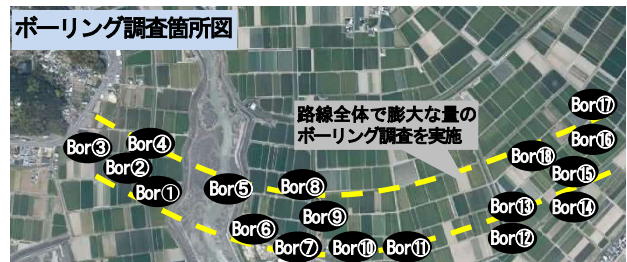 ボーリング調査箇所図
路線全体で膨大な量の
ボーリング調査を実施
Bor⑰
Bor⑯
Bor④
Bor③
Bor⑱
Bor②
Bor⑮
Bor①
Bor⑤
Bor⑧
Bor⑬
Bor⑭
Bor⑨
Bor⑥
Bor⑫
Bor⑦
Bor⑩
Bor⑪